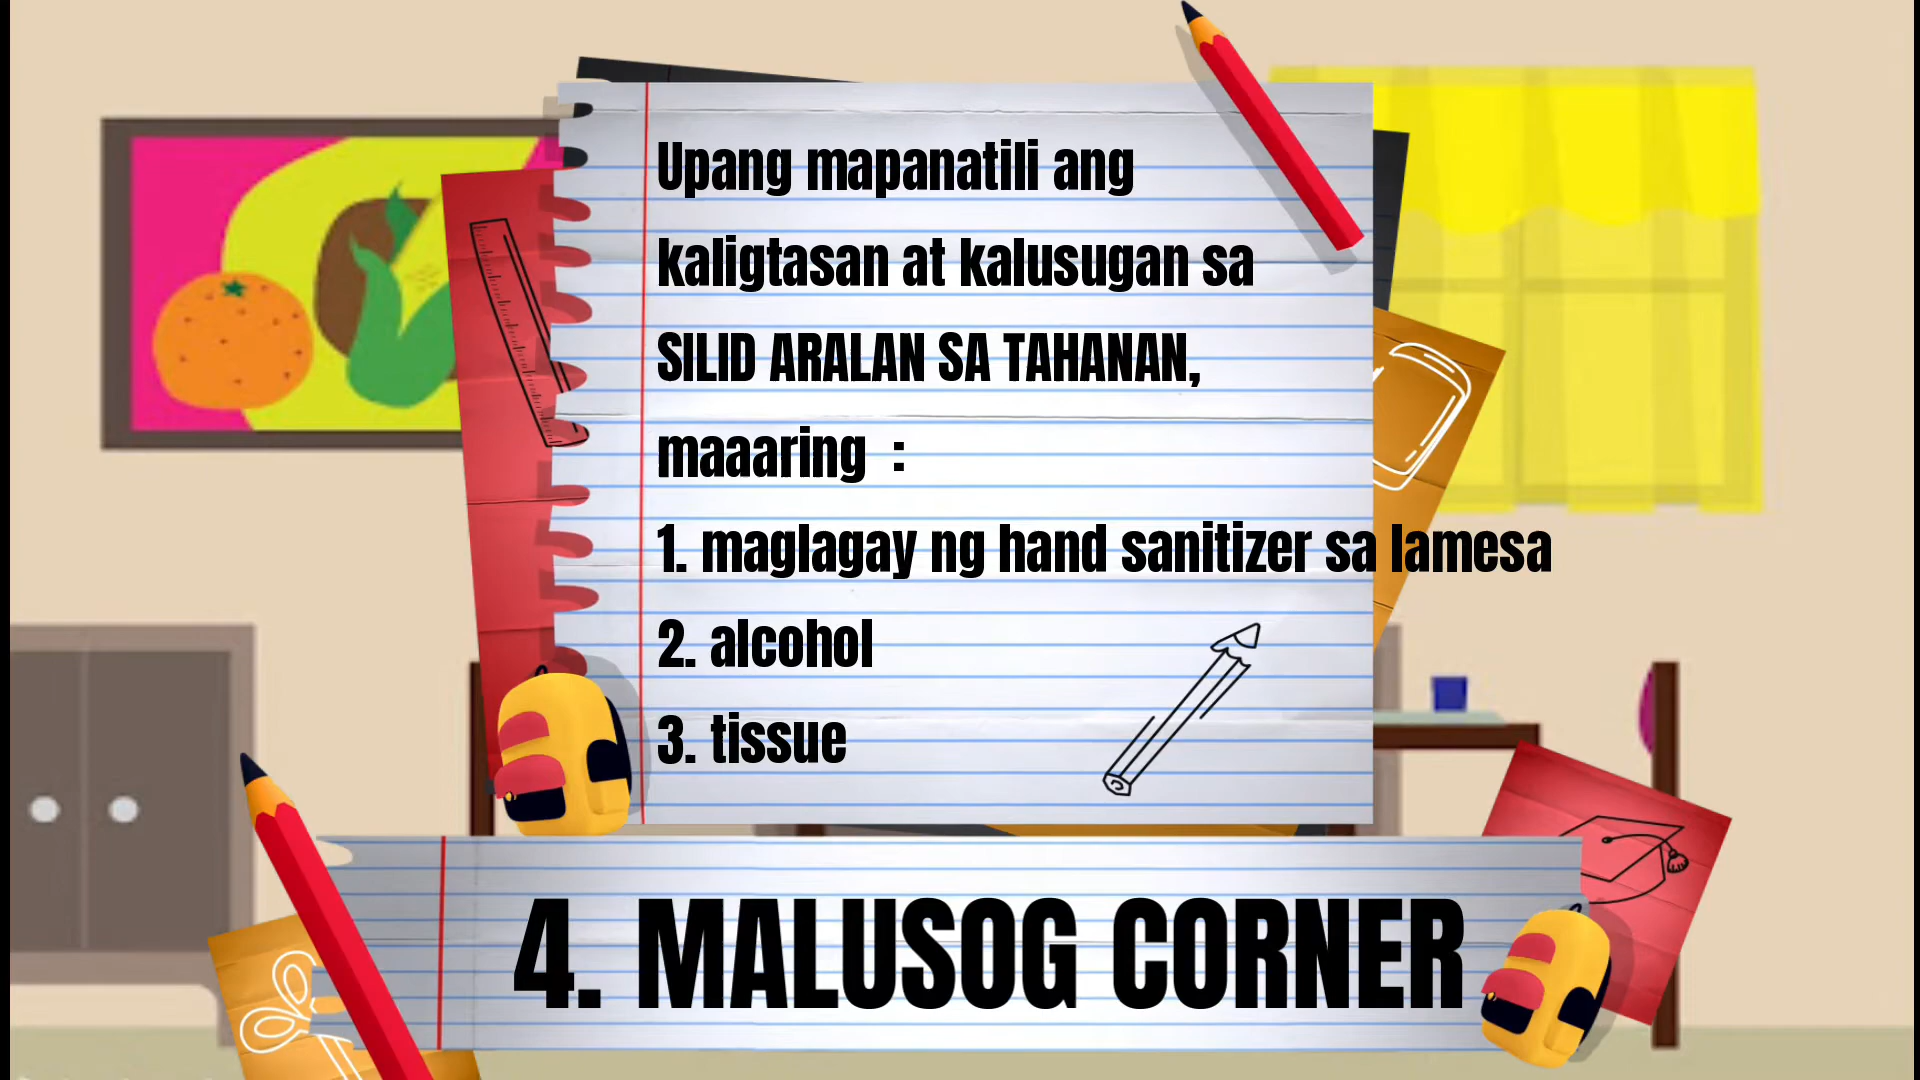 Upang mapanatili ang
kaligtasan at kalusugan sa
SILID ARALAN SA TAHANAN,
maaaring :
1. maglagay ng hand sanitizer sa lamesa
2. alcohol
3. tissue
4. MALUSOG CORNER